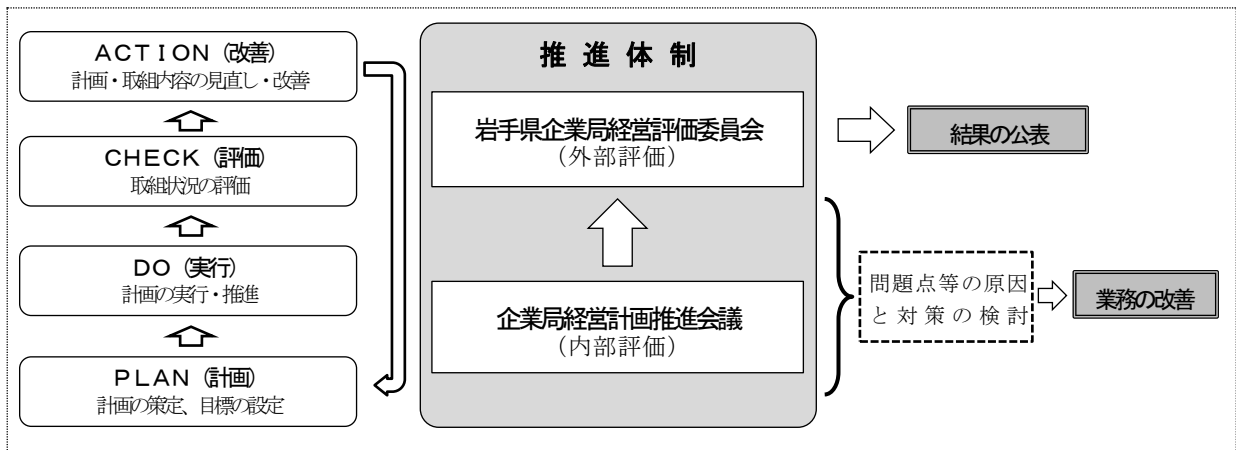 ＡＣＴＩＯＮ（改善）
計画・取組内容の見直し・改善
ＣＨＥＣＫ（評価）
取組状況の評価
ＤＯ（実行）
計画の実行・推進
ＰＬＡＮ（計画）
計画の策定、目標の設定
推進体制
岩手県企業局経営評価委員会
（外部評価）
企業局経営計画推進会議
（内部評価）
結果の公表
問題点等の原因
と対策の検討
業務の改善